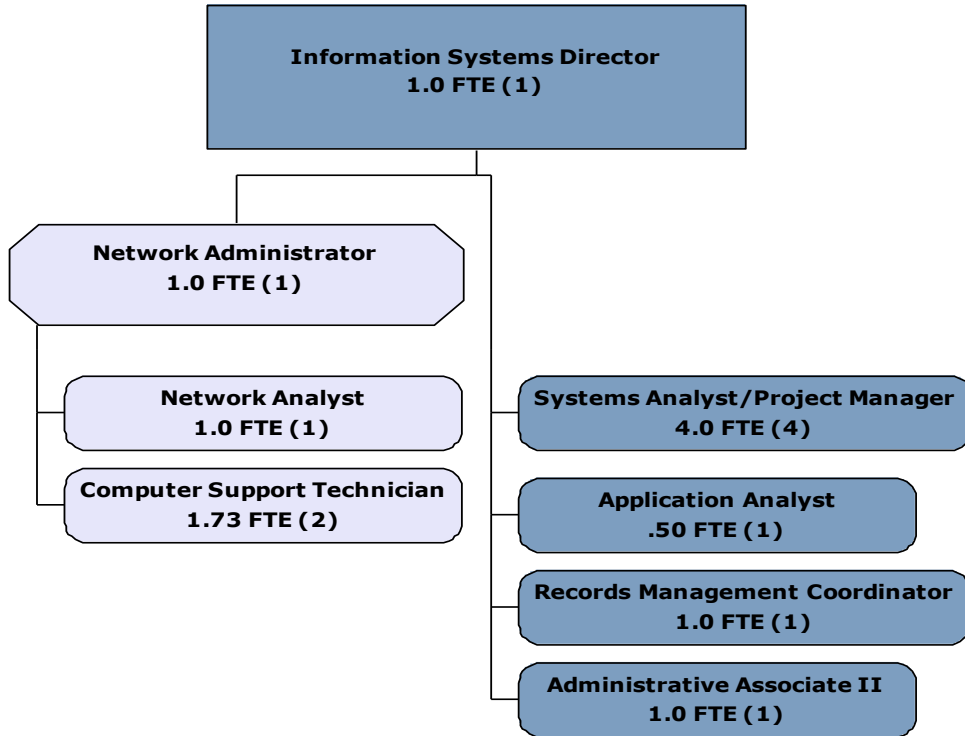 Information Systems Director
1.0 FTE (1)
Network Administrator
1.0 FTE (1)
Network Analyst
1.0 FTE (1)
Computer Support Technician
1.73 FTE (2)
Systems Analyst/Project Manager
4.0 FTE (4)
Application Analyst
.50 FTE (1)
Records Management Coordinator
1.0 FTE (1)
Administrative Associate II
1.0 FTE (1)